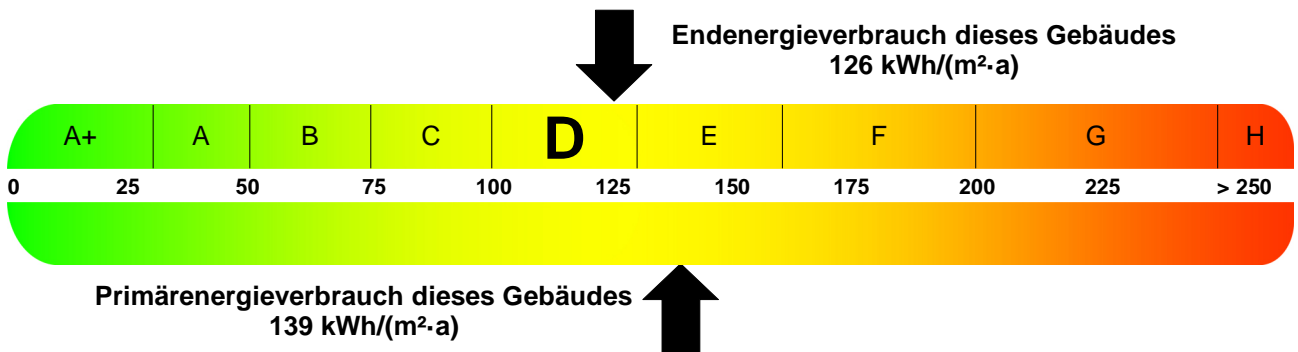 Endenergieverbrauch dieses Gebäudes
126 kWh/(m²·a)
A+ A B C D E F G H
0 25 50 75 100 125 150 175 200 225 > 250
Primärenergieverbrauch dieses Gebäudes
139 kWh/(m²·a)